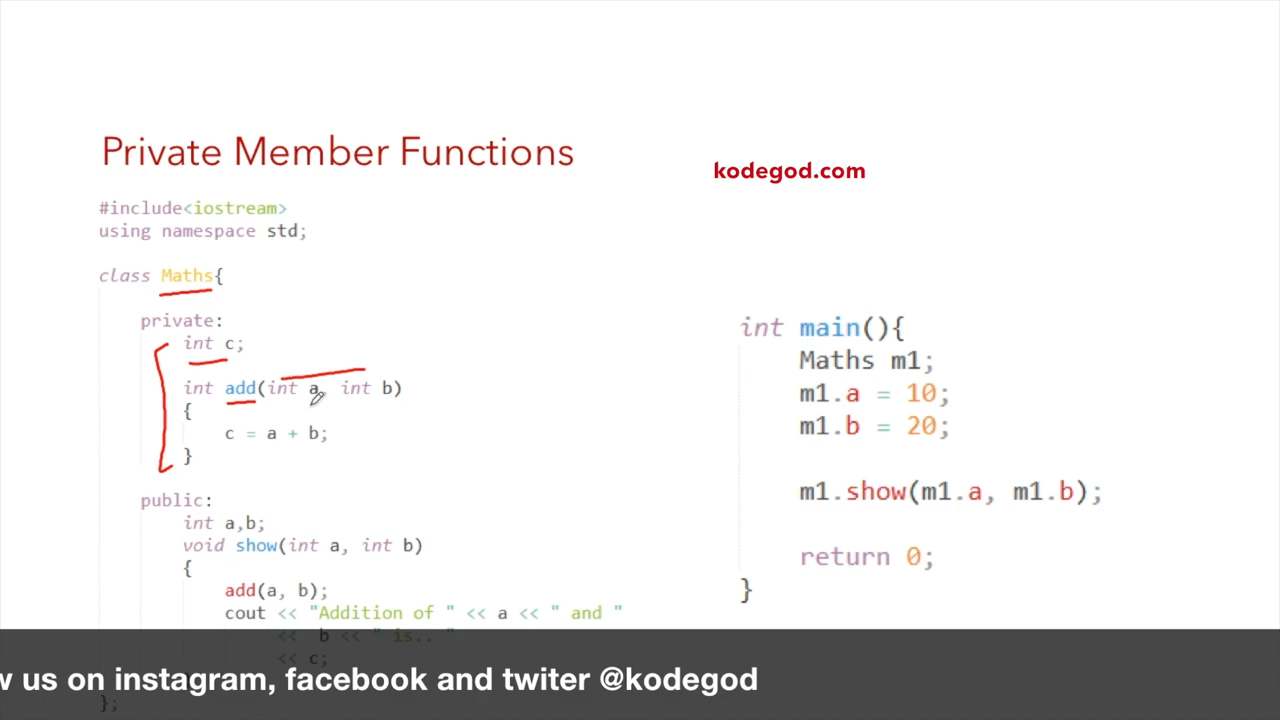 Private Member Functions
kodegod.com
#include<iostream>
using namespace std;
class Maths{
private:
int c;
int add(int a, int b)
{
c = a + b;
}
public:
int a,b;
void show(int a, int b)
{
add(a, b);
cout << "Addition of " << a << " and "
<< b << " is.. "
<< c;
};
int main(){
Maths m1;
m1.a = 10;
m1.b = 20;
m1.show(m1.a, m1.b);
return 0;
}
w us on instagram, facebook and twiter @kodegod